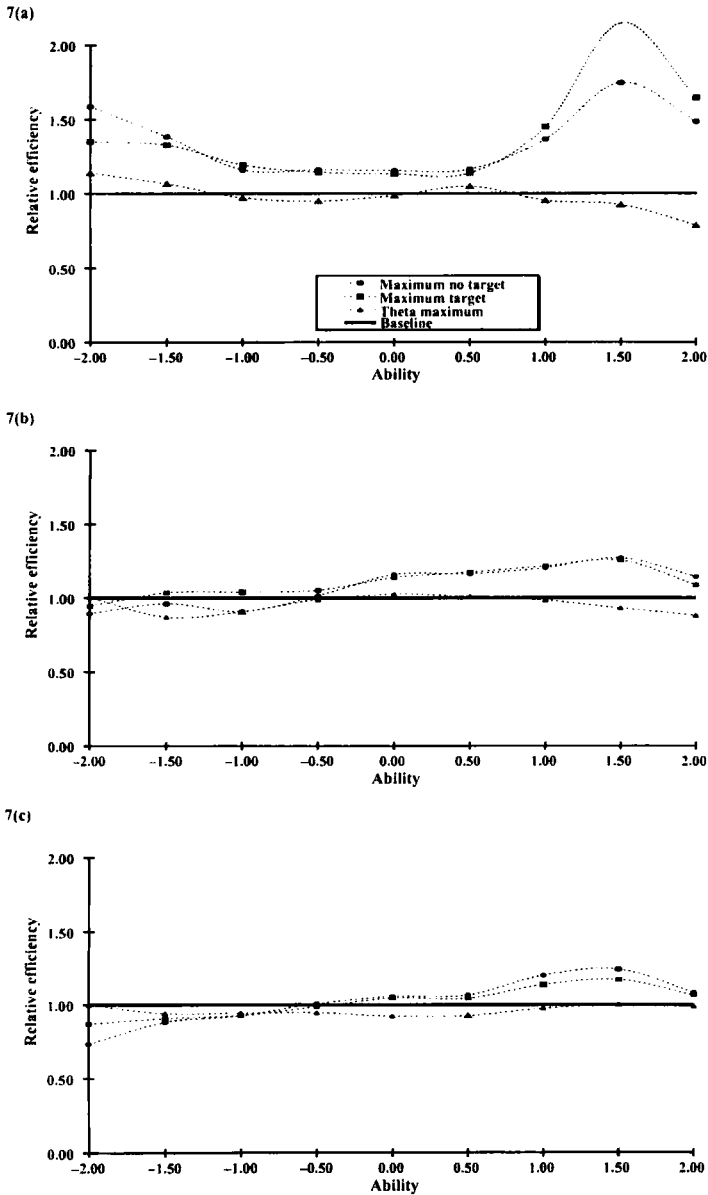 7(a)
2.00
1.50
1.00
0.50
0.00
Relative efficiency
Maximum no target
Maximum target
Theta maximum
Baseline
−2.00 −1.50 −1.00 −0.50 0.00 0.50 1.00 1.50 2.00
Ability
7(b)
2.00
1.50
1.00
0.50
0.00
Relative efficiency
−2.00 −1.50 −1.00 −0.50 0.00 0.50 1.00 1.50 2.00
Ability
7(c)
2.00
1.50
1.00
0.50
0.00
Relative efficiency
−2.00 −1.50 −1.00 −0.50 0.00 0.50 1.00 1.50 2.00
Ability